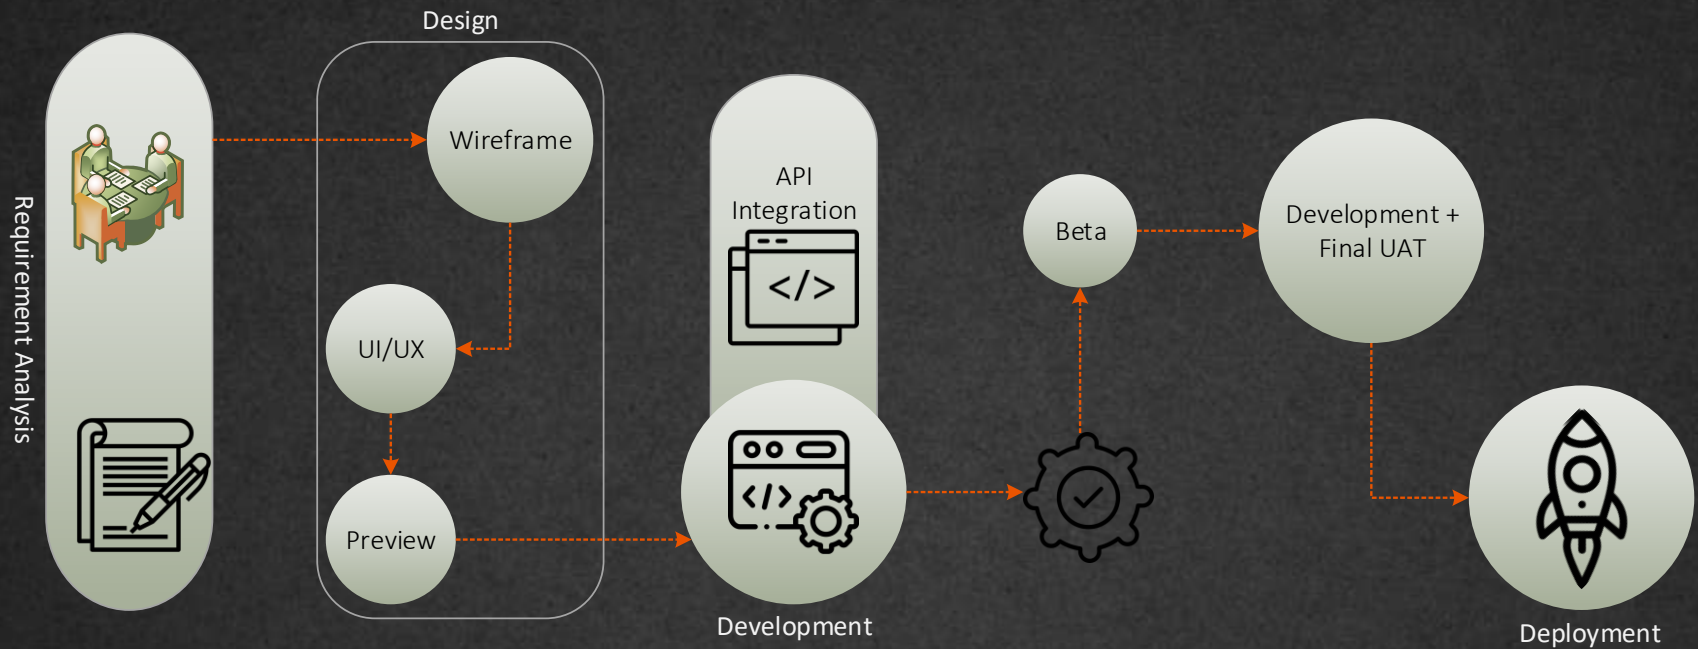 Requirement Analysis
Design
Wireframe
UI/UX
Preview
API
Integration
</>
</>
Development
Beta
Development +
Final UAT
Deployment